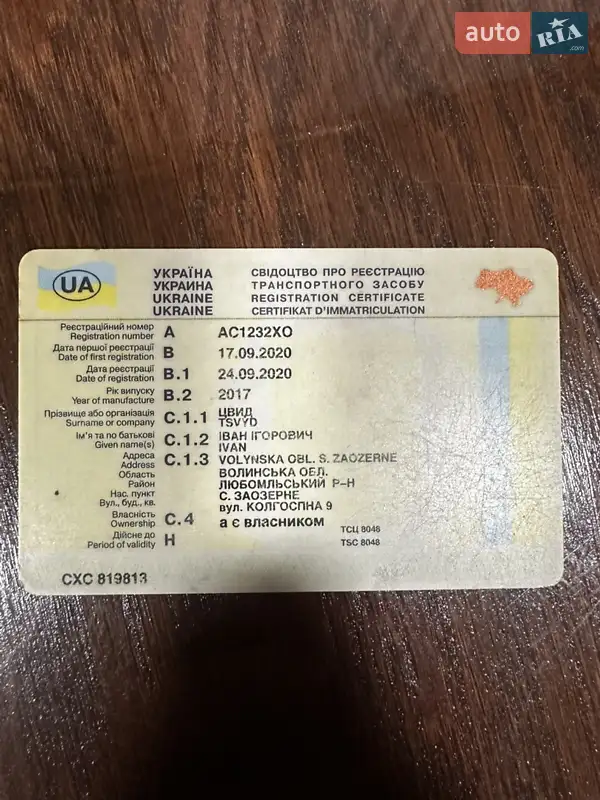 auto RIA .com
UA
УКРАЇНА СВІДОЦТВО ПРО РЕЄСТРАЦІЮ
УКРАИНА ТРАНСПОРТНОГО ЗАСОБУ
UKRAINE REGISTRATION CERTIFICATE
UKRAINE CERTIFIKAT D'IMMATRICULATION
Реєстраційний номер
Registration number A AC1232XO
Дата першої реєстрації
Date of first registration B 17.09.2020
Дата реєстрації
Date of registration B.1 24.09.2020
Рік випуску
Year of manufacture B.2 2017
Прізвище або організація ЦВИД
Surname or company C.1.1 TSVYD
Ім'я та по батькові ІВАН ІГОРОВИЧ
Given name(s) C.1.2 IVAN
Адреса VOLYNSKA OBL. S. ZAOZERNE
Address C.1.3
Область ВОЛИНСЬКА ОБЛ.
Район ЛЮБОМЛЬСЬКИЙ Р-Н
Нас. пункт С. ЗАОЗЕРНЕ
Вул., буд., кв. вул. КОЛГОСПНА 9
Власність
Ownership C.4 а є власником ТСЦ 8046
Дійсне до
Period of validity H TSC 8048
СХС 819813